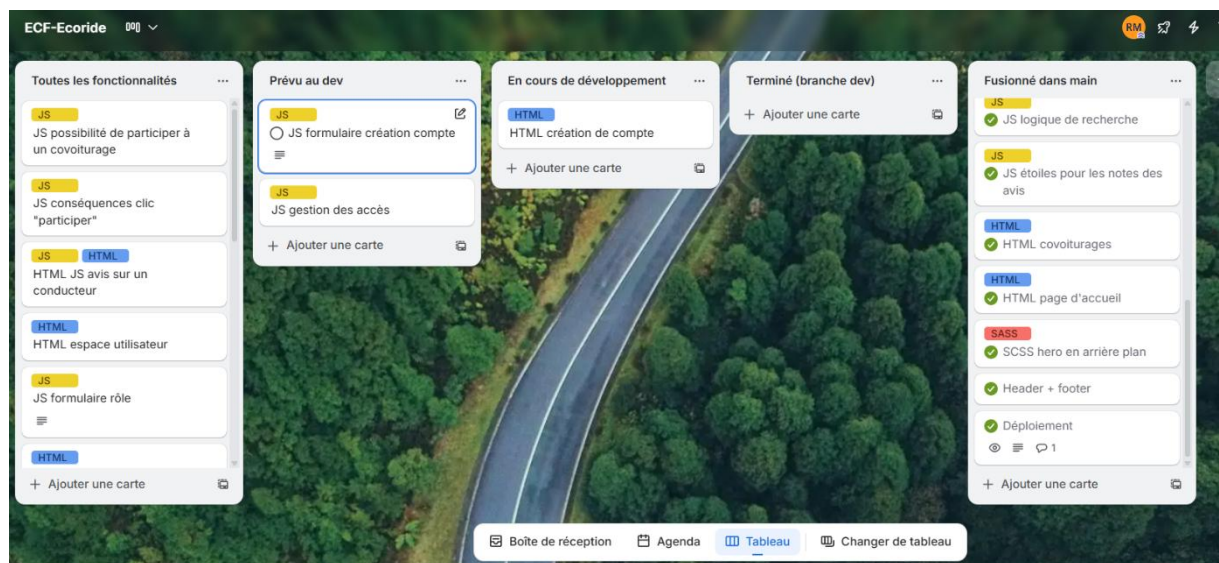 ECF-Ecoride
RM
Toutes les fonctionnalités
JS
JS possibilité de participer à
un covoiturage
JS
JS conséquences clic
"participer"
JS HTML
HTML JS avis sur un
conducteur
HTML
HTML espace utilisateur
JS
JS formulaire rôle
HTML
+ Ajouter une carte
Prévu au dev
JS
JS formulaire création compte
JS
JS gestion des accès
+ Ajouter une carte
En cours de développement
HTML
HTML création de compte
+ Ajouter une carte
Terminé (branche dev)
+ Ajouter une carte
Fusionné dans main
JS
JS logique de recherche
JS
JS étoiles pour les notes des
avis
HTML
HTML covoiturages
HTML
HTML page d'accueil
SASS
SCSS hero en arrière plan
Header + footer
Déploiement
1
+ Ajouter une carte
Boîte de réception
Agenda
Tableau
Changer de tableau